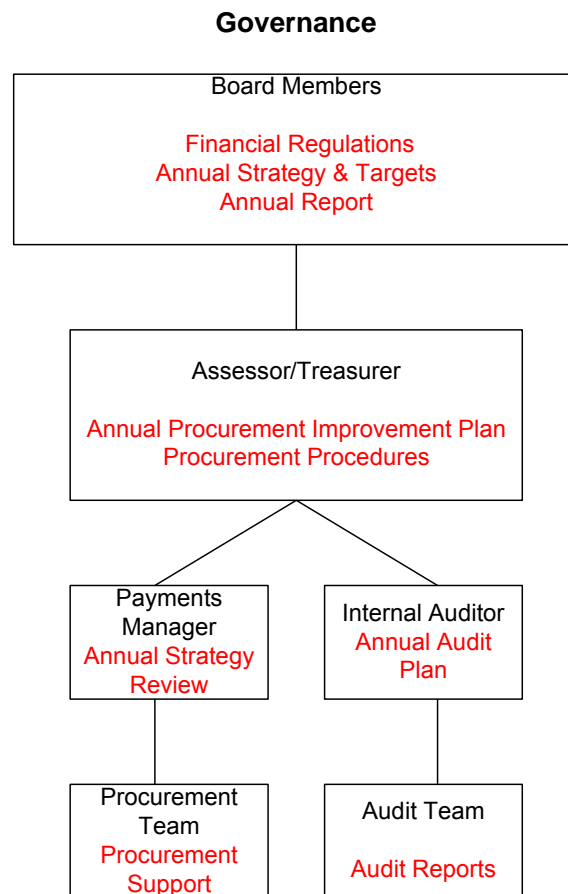 Governance
Board Members
Financial Regulations
Annual Strategy & Targets
Annual Report
Assessor/Treasurer
Annual Procurement Improvement Plan
Procurement Procedures
Payments
Manager
Annual Strategy
Review
Internal Auditor
Annual Audit
Plan
Procurement
Team
Procurement
Support
Audit Team
Audit Reports